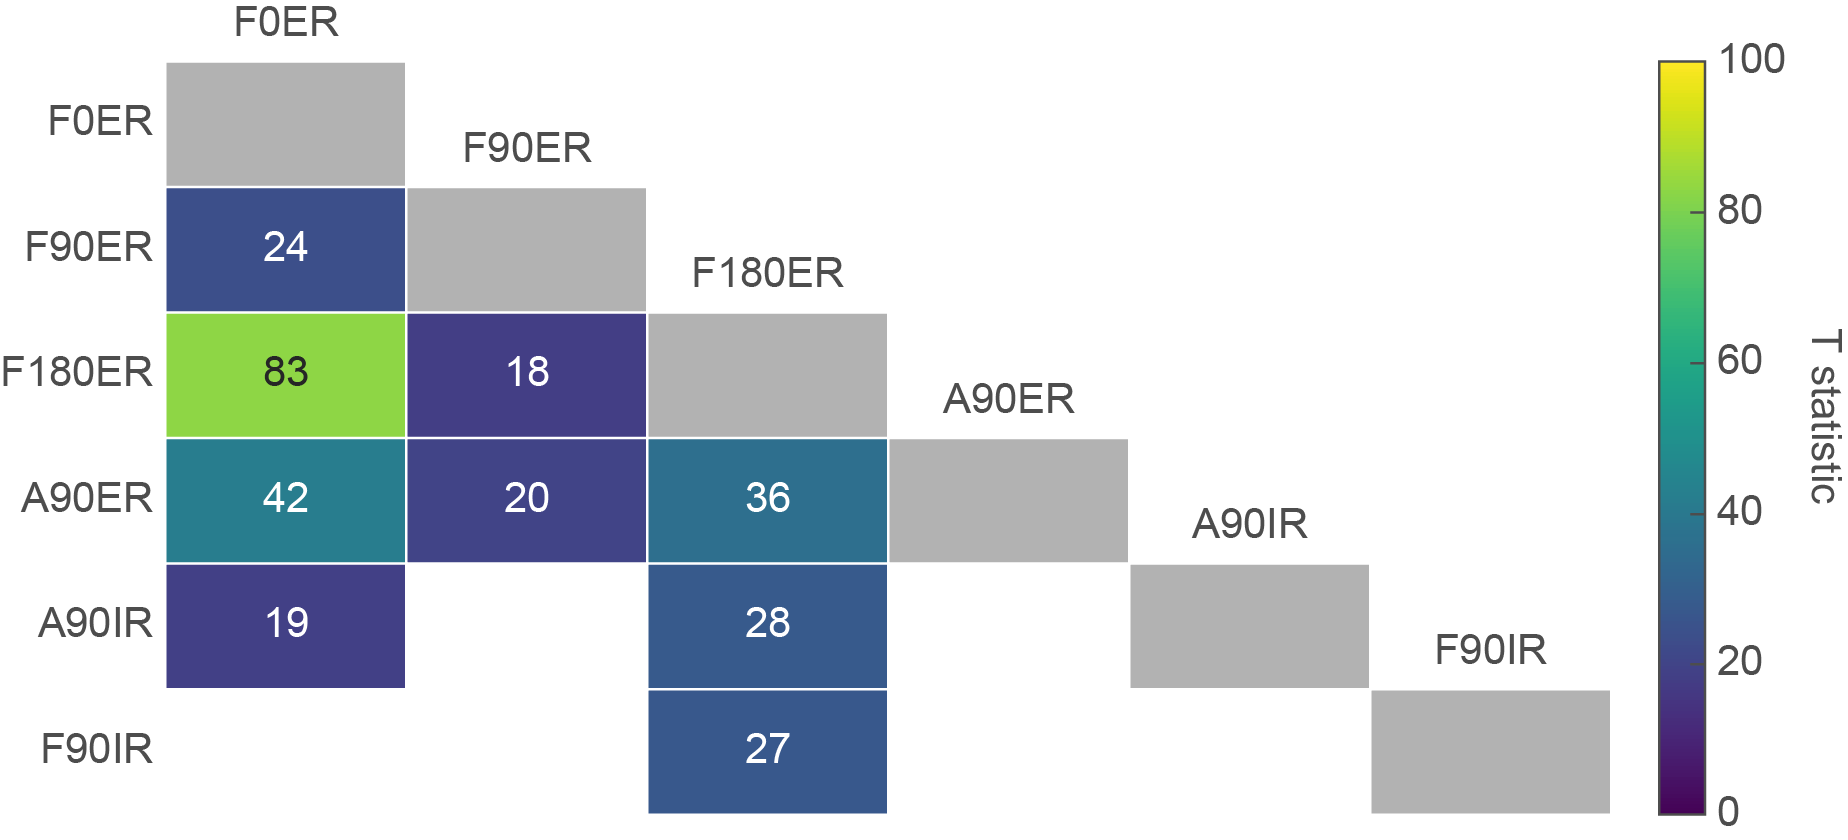 F0ER
F0ER
F90ER
F90ER 24
F180ER
F180ER 83 18
A90ER
A90ER 42 20 36
A90IR
A90IR 19 28
F90IR
F90IR 27
100
80
60
40
20
0
T statistic